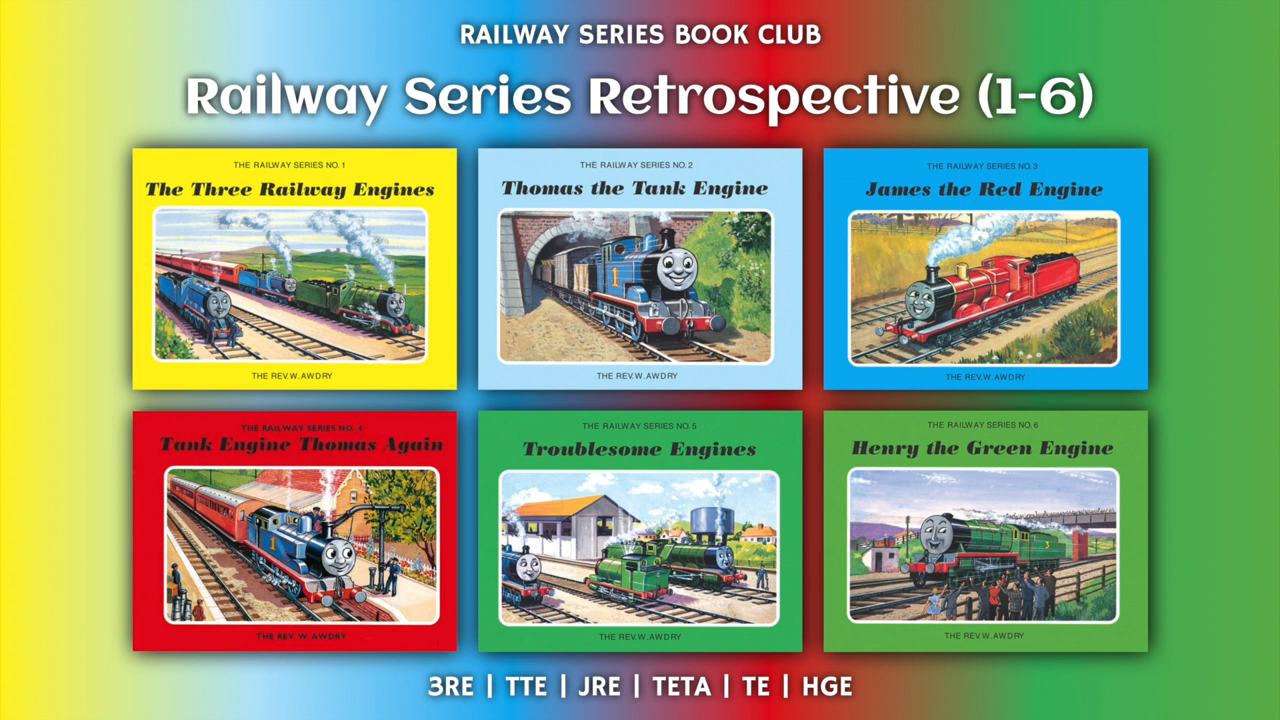 RAILWAY SERIES BOOK CLUB
Railway Series Retrospective (1-6)
THE RAILWAY SERIES NO. 1
The Three Railway Engines
THE REV. W. AWDRY
THE RAILWAY SERIES NO. 2
Thomas the Tank Engine
1
THE REV. W. AWDRY
THE RAILWAY SERIES NO. 3
James the Red Engine
THE REV. W. AWDRY
THE RAILWAY SERIES NO. 4
Tank Engine Thomas Again
1
THE REV. W. AWDRY
THE RAILWAY SERIES NO. 5
Troublesome Engines
THE REV. W. AWDRY
THE RAILWAY SERIES NO. 6
Henry the Green Engine
3
THE REV. W. AWDRY
3RE | TTE | JRE | TETA | TE | HGE